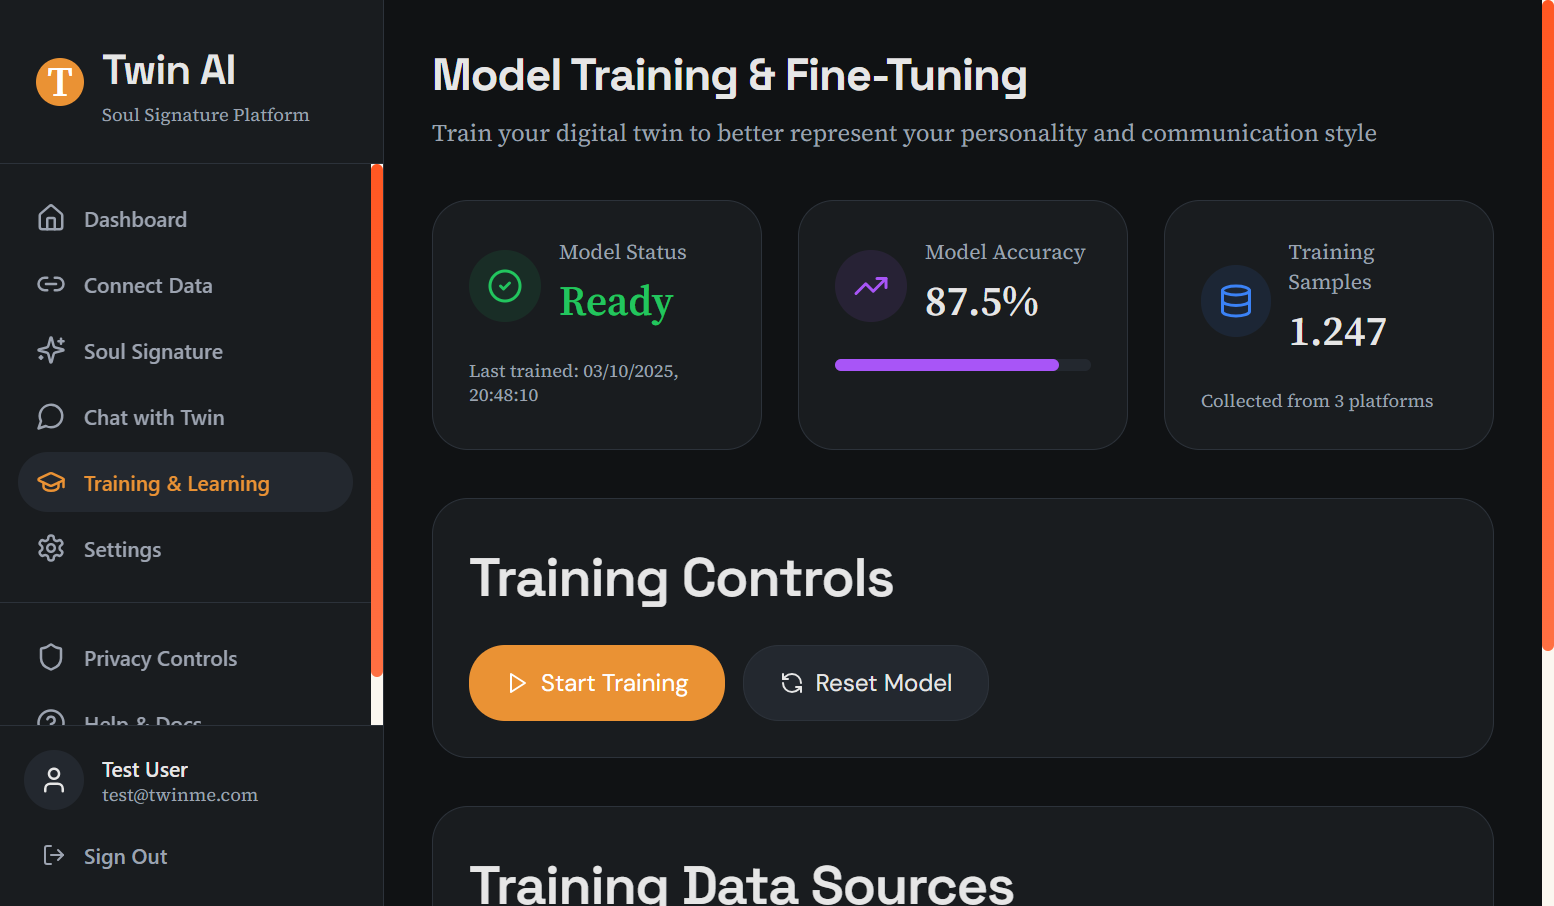 T
Twin AI
Soul Signature Platform
Dashboard
Connect Data
Soul Signature
Chat with Twin
Training & Learning
Settings
Privacy Controls
Help & Docs
Test User
test@twinme.com
Sign Out
Model Training & Fine-Tuning
Train your digital twin to better represent your personality and communication style
Model Status
Ready
Last trained: 03/10/2025,
20:48:10
Model Accuracy
87.5%
Training
Samples
1.247
Collected from 3 platforms
Training Controls
Start Training
Reset Model
Training Data Sources